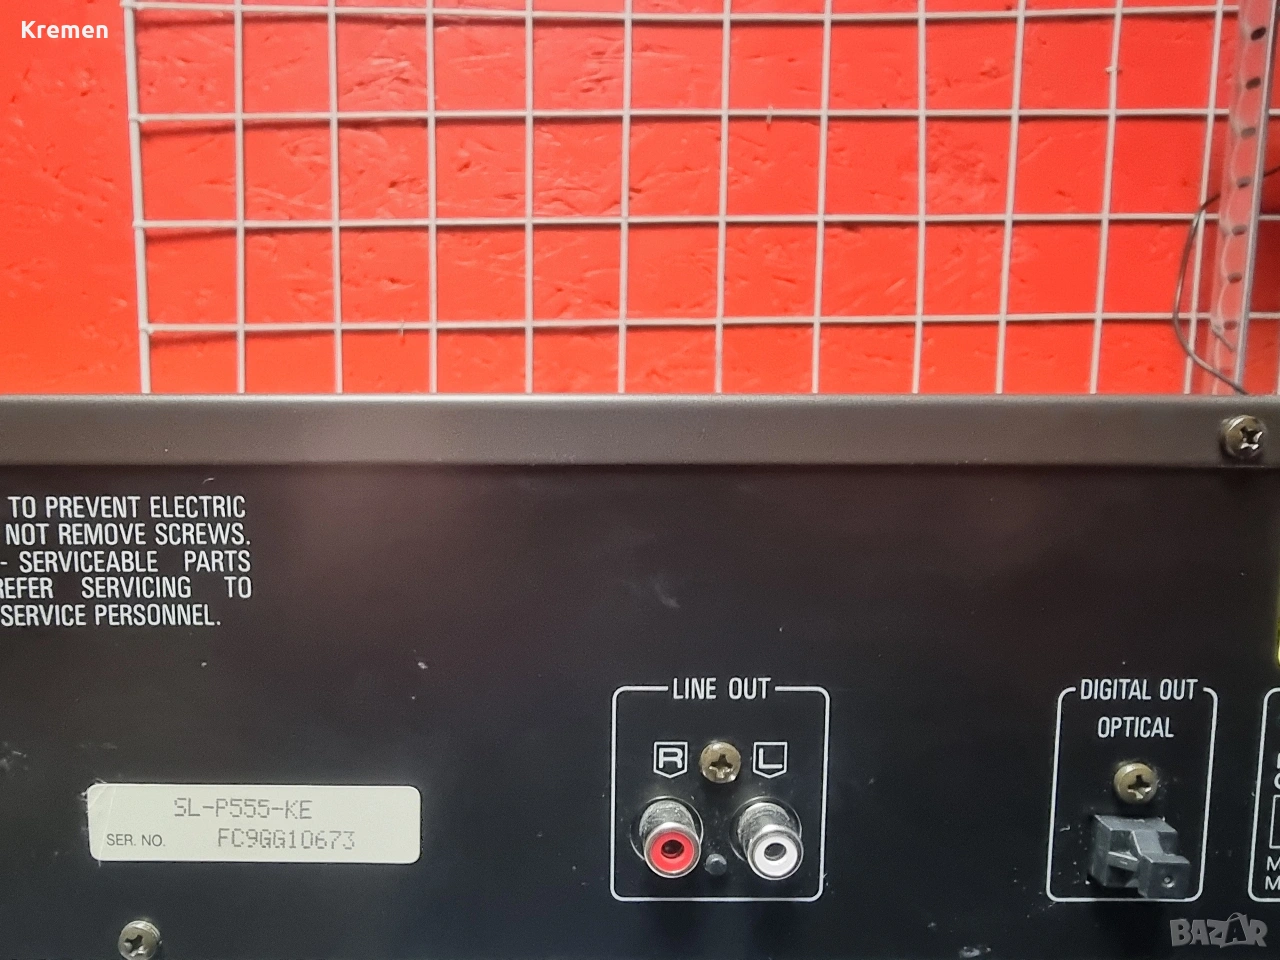 Kremen
TO PREVENT ELECTRIC
NOT REMOVE SCREWS.
- SERVICEABLE PARTS
REFER SERVICING TO
SERVICE PERSONNEL.
LINE OUT
R L
DIGITAL OUT
OPTICAL
SL-P555-KE
SER. NO. FC9GG10673
M
M
BAZAR